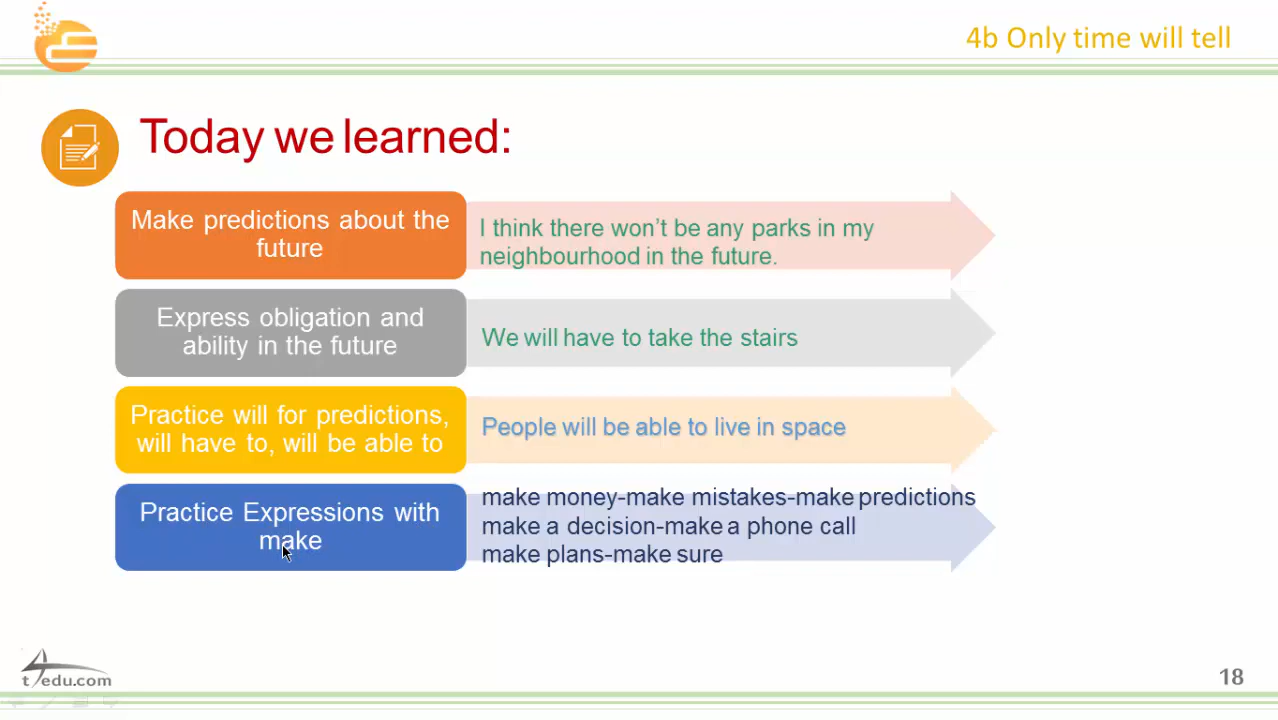 4b Only time will tell
Today we learned:
Make predictions about the
future
I think there won't be any parks in my
neighbourhood in the future.
Express obligation and
ability in the future
We will have to take the stairs
Practice will for predictions,
will have to, will be able to
People will be able to live in space
Practice Expressions with
make
make money-make mistakes-make predictions
make a decision-make a phone call
make plans-make sure
t4edu.com
18